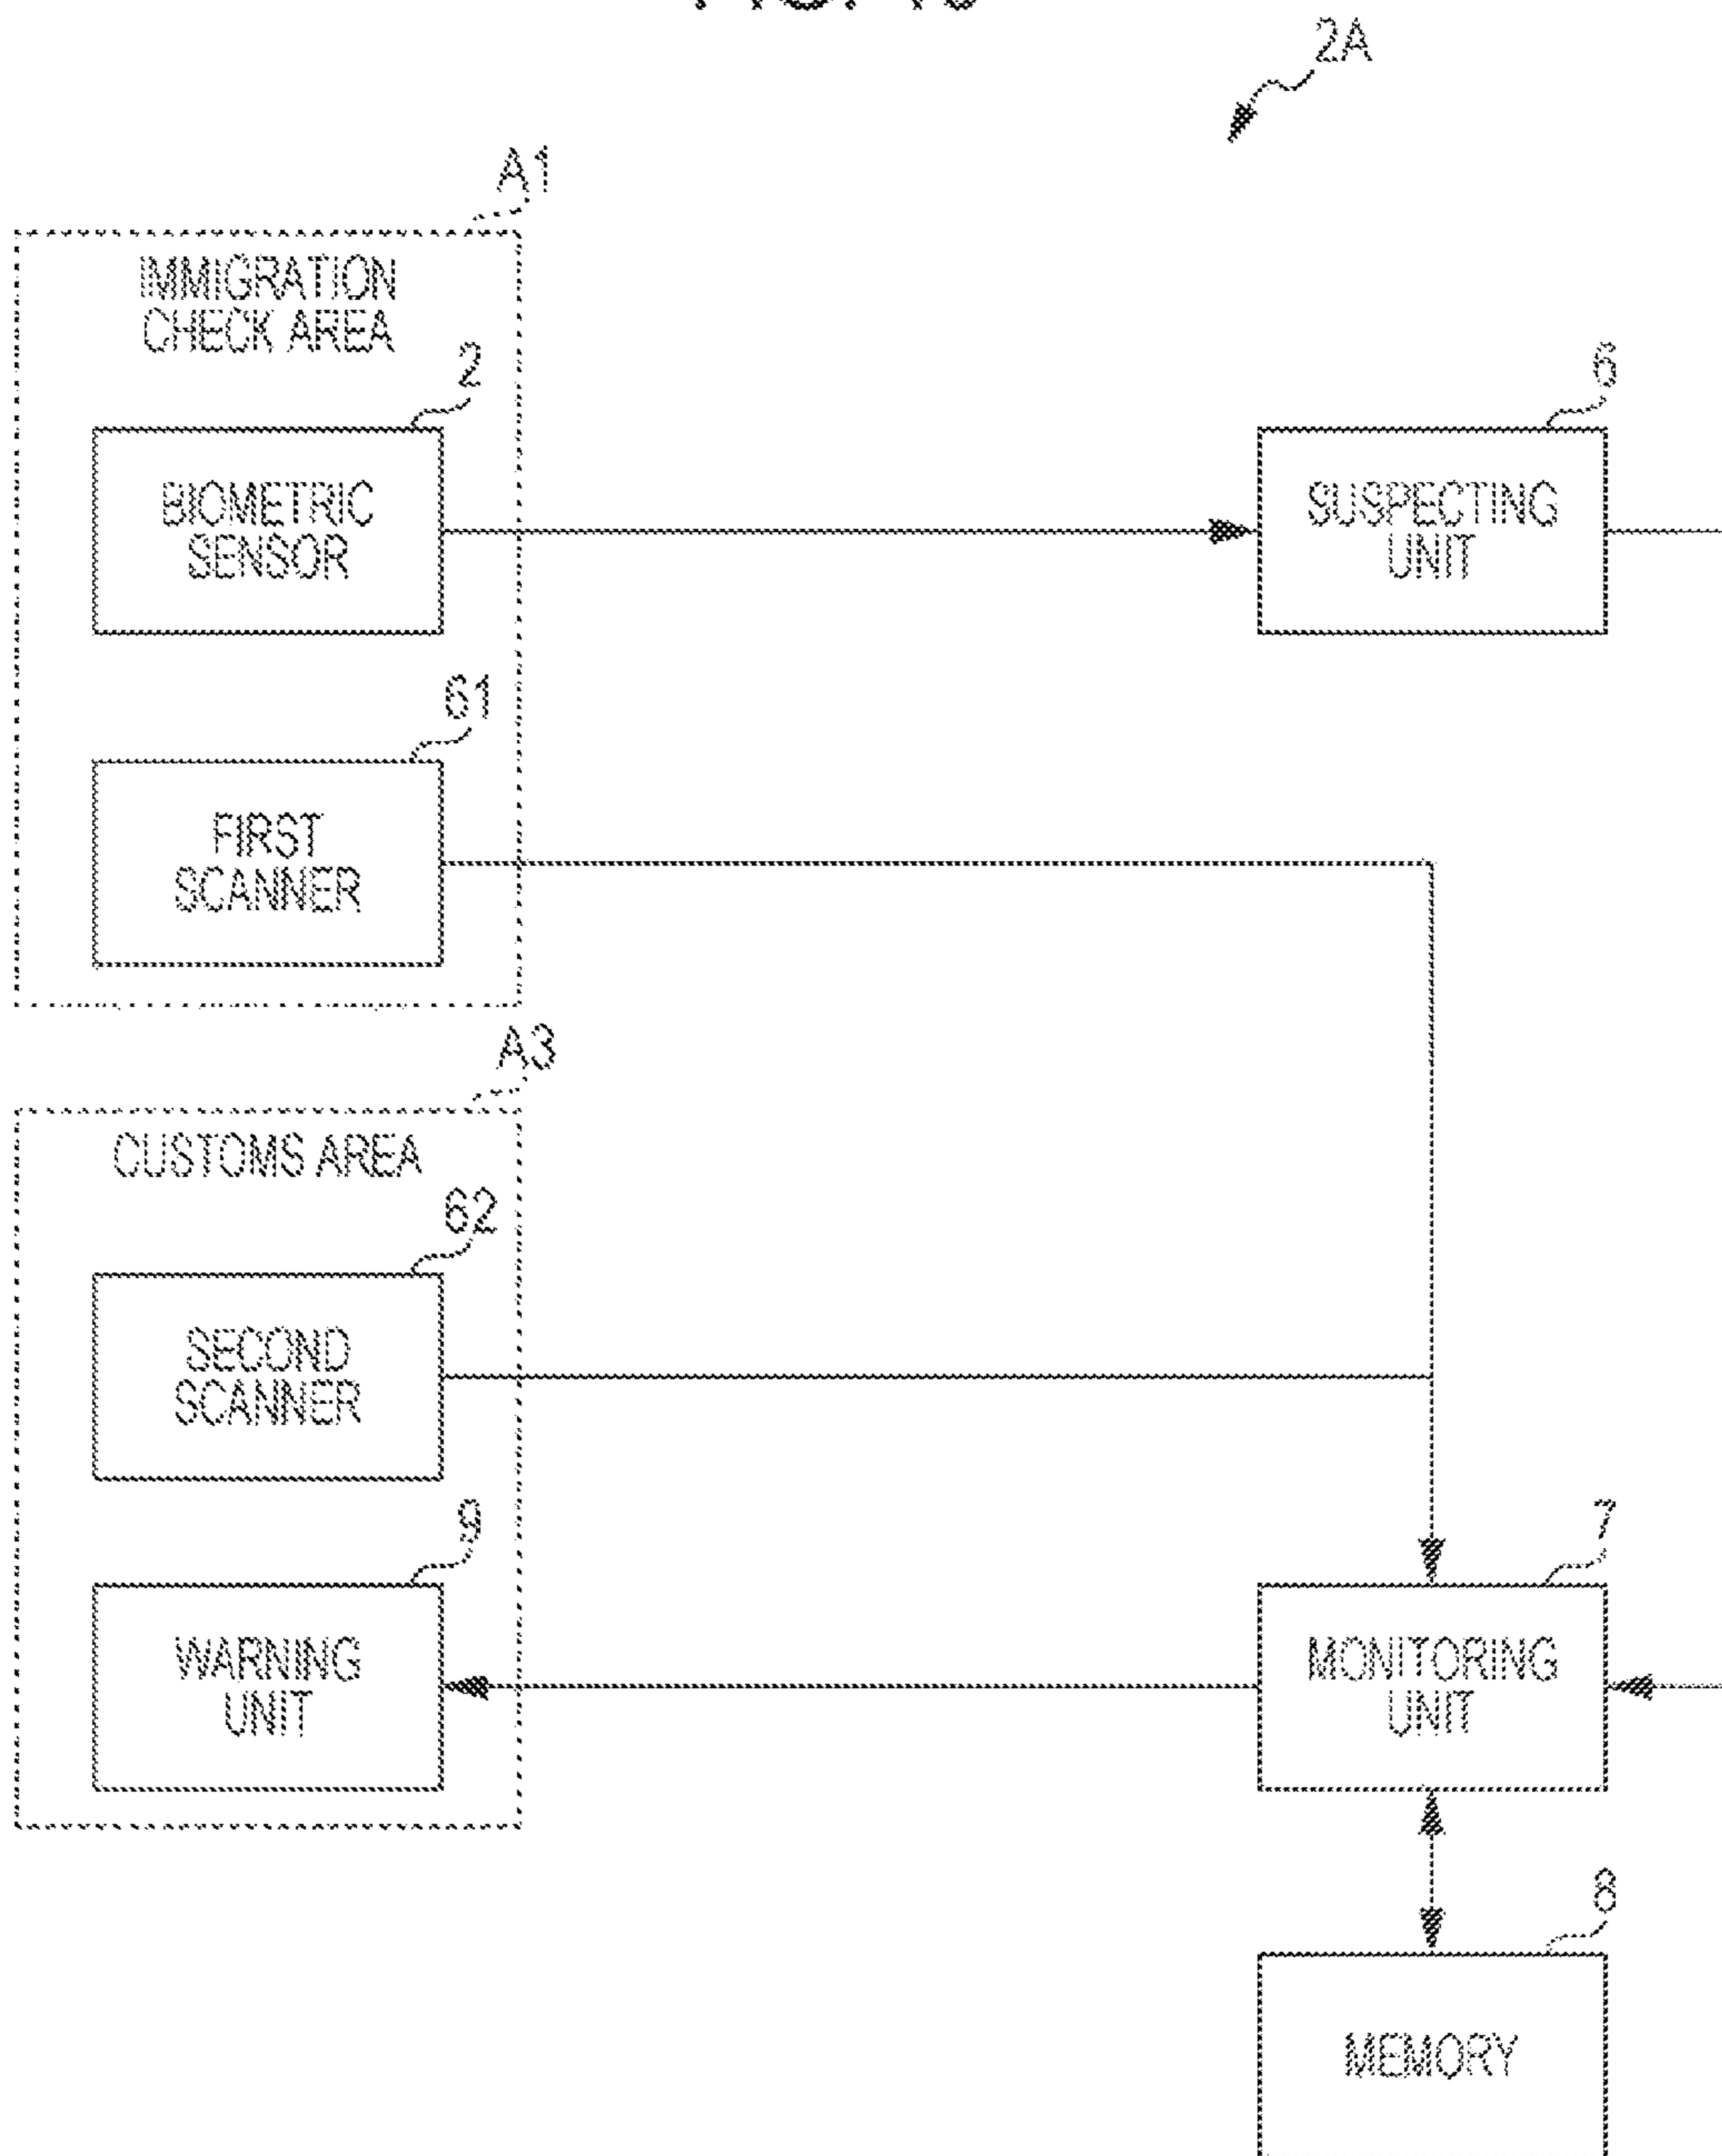 2A
A1
IMMIGRATION
CHECK AREA
2
BIOMETRIC
SENSOR
6
SUSPECTING
UNIT
61
FIRST
SCANNER
A3
CUSTOMS AREA
62
SECOND
SCANNER
9
WARNING
UNIT
7
MONITORING
UNIT
8
MEMORY